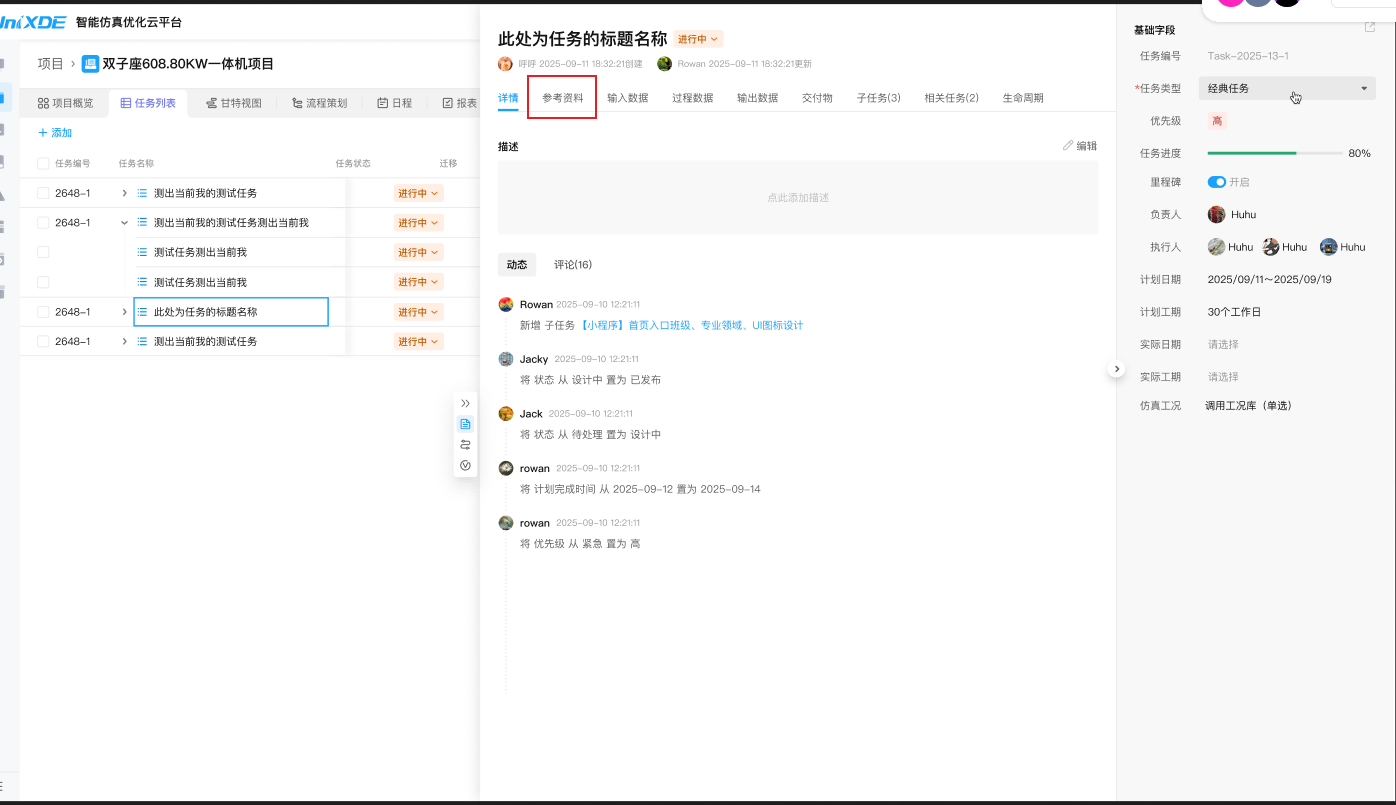 UniXDE 智能仿真优化云平台
项目 › 双子座608.80KW一体机项目
项目概览 任务列表 甘特视图 流程策划 日程 报表
+ 添加
任务编号 任务名称 任务状态 迁移
2648-1 测出当前我的测试任务 进行中
2648-1 测出当前我的测试任务测出当前我 进行中
测试任务测出当前我 进行中
测试任务测出当前我 进行中
2648-1 此处为任务的标题名称 进行中
2648-1 测出当前我的测试任务 进行中
此处为任务的标题名称 进行中
呼呼 2025-09-11 18:32:21创建 Rowan 2025-09-11 18:32:21更新
详情 参考资料 输入数据 过程数据 输出数据 交付物 子任务(3) 相关任务(2) 生命周期
描述 编辑
点此添加描述
动态 评论(16)
Rowan 2025-09-10 12:21:11
新增 子任务 【小程序】首页入口班级、专业领域、UI图标设计
Jacky 2025-09-10 12:21:11
将 状态 从 设计中 置为 已发布
Jack 2025-09-10 12:21:11
将 状态 从 待处理 置为 设计中
rowan 2025-09-10 12:21:11
将 计划完成时间 从 2025-09-12 置为 2025-09-14
rowan 2025-09-10 12:21:11
将 优先级 从 紧急 置为 高
基础字段
任务编号 Task-2025-13-1
*任务类型 经典任务
优先级 高
任务进度 80%
里程碑 开启
负责人 Huhu
执行人 Huhu Huhu Huhu
计划日期 2025/09/11～2025/09/19
计划工期 30个工作日
实际日期 请选择
实际工期 请选择
仿真工况 调用工况库（单选）